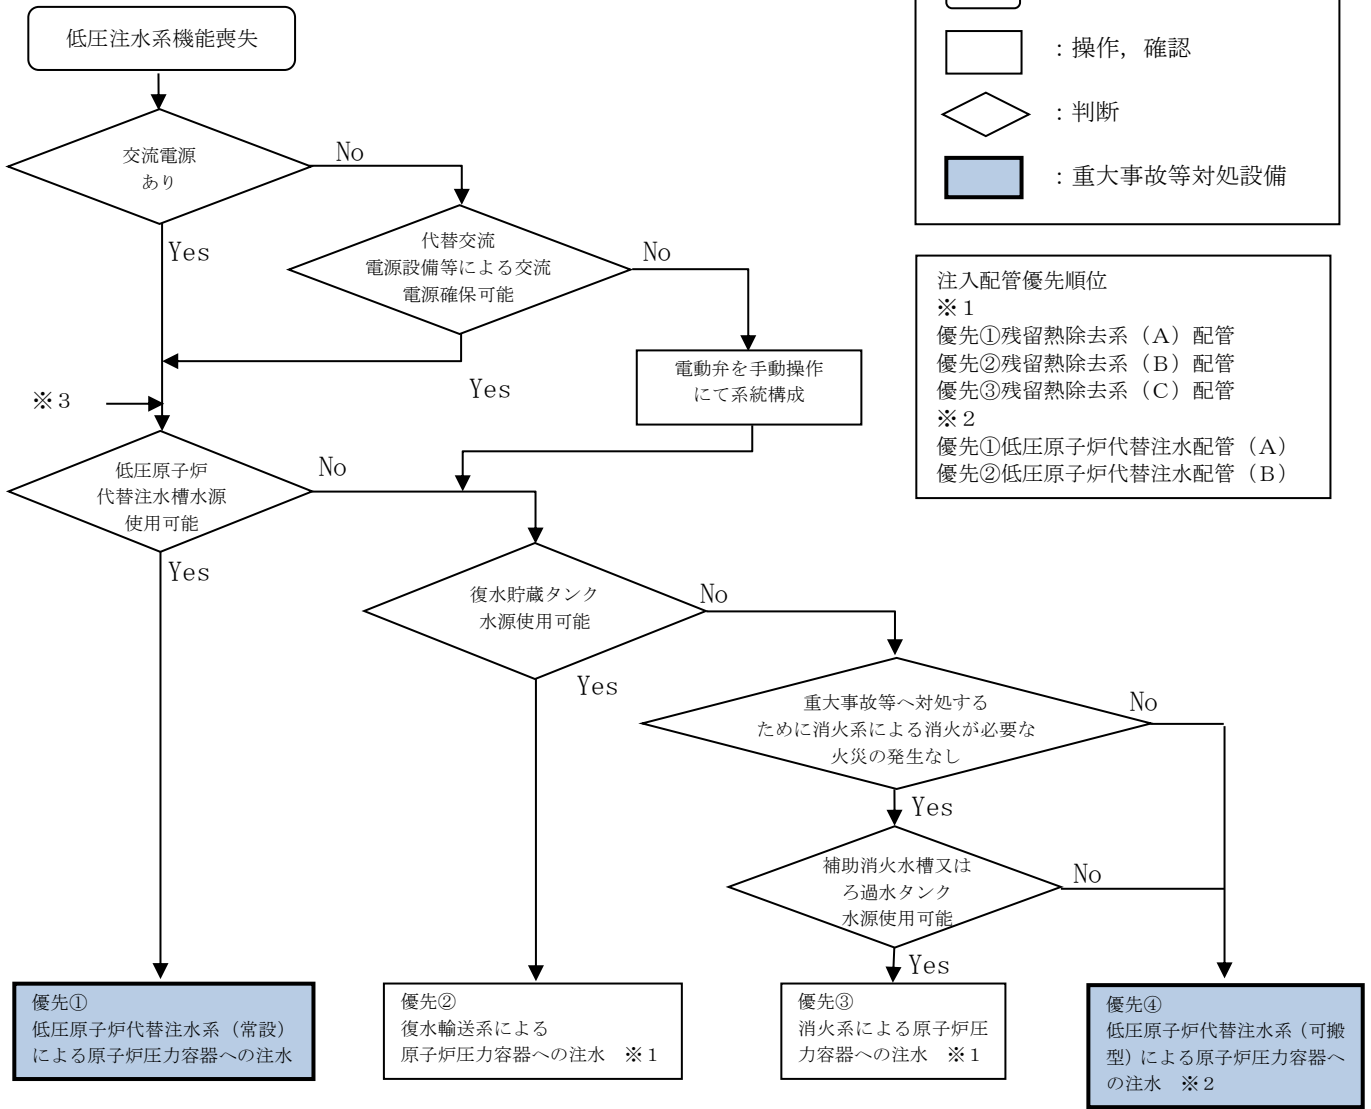 低圧注水系機能喪失
：操作，確認
：判断
：重大事故等対処設備
交流電源
あり
No
Yes
代替交流
電源設備等による交流
電源確保可能
No
Yes
電動弁を手動操作
にて系統構成
注入配管優先順位
※１
優先①残留熱除去系（Ａ）配管
優先②残留熱除去系（Ｂ）配管
優先③残留熱除去系（Ｃ）配管
※２
優先①低圧原子炉代替注水配管（Ａ）
優先②低圧原子炉代替注水配管（Ｂ）
※３
低圧原子炉
代替注水槽水源
使用可能
No
Yes
復水貯蔵タンク
水源使用可能
No
Yes
重大事故等へ対処する
ために消火系による消火が必要な
火災の発生なし
No
Yes
補助消火水槽又は
ろ過水タンク
水源使用可能
No
Yes
優先①
低圧原子炉代替注水系（常設）
による原子炉圧力容器への注水
優先②
復水輸送系による
原子炉圧力容器への注水　※１
優先③
消火系による原子炉圧
力容器への注水　※１
優先④
低圧原子炉代替注水系（可搬
型）による原子炉圧力容器へ
の注水　※２